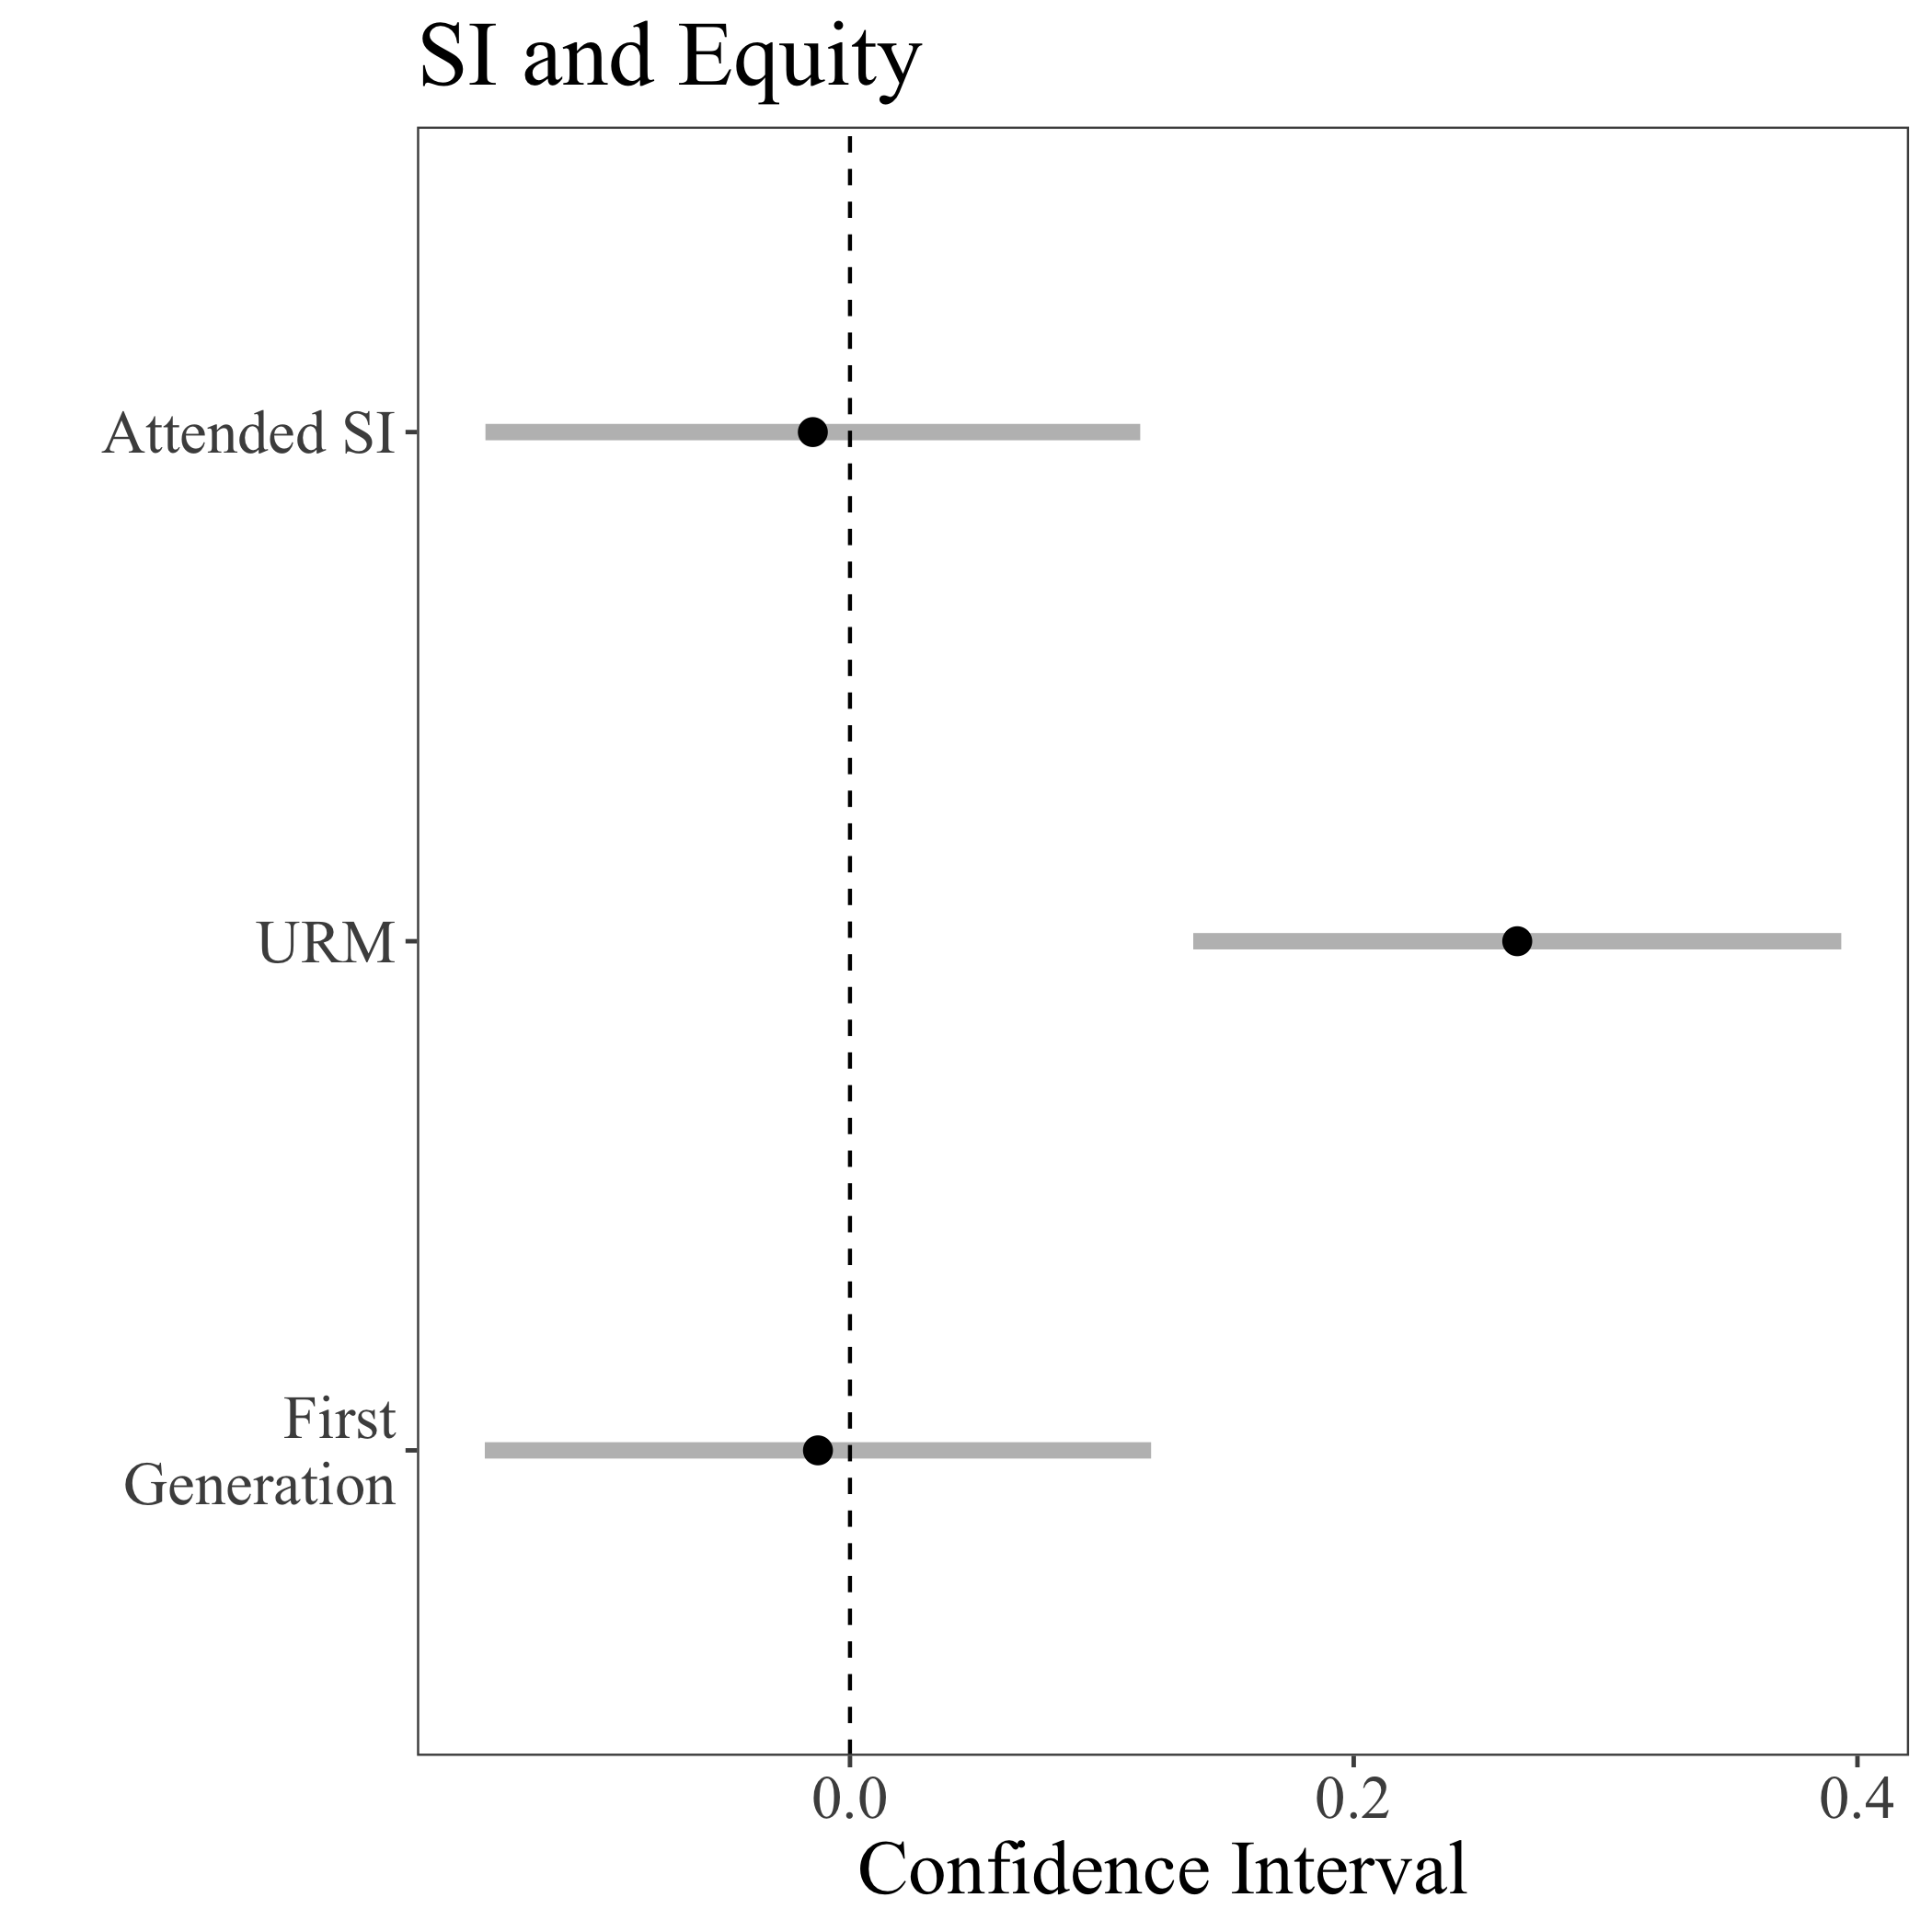 SI and Equity
Attended SI
URM
First
Generation
0.0
0.2
0.4
Confidence Interval